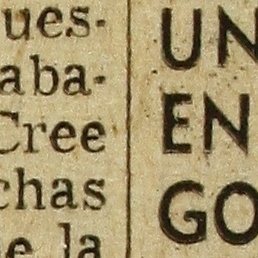 ues-
aba-
Cree
chas
e la
UN
EN
GO